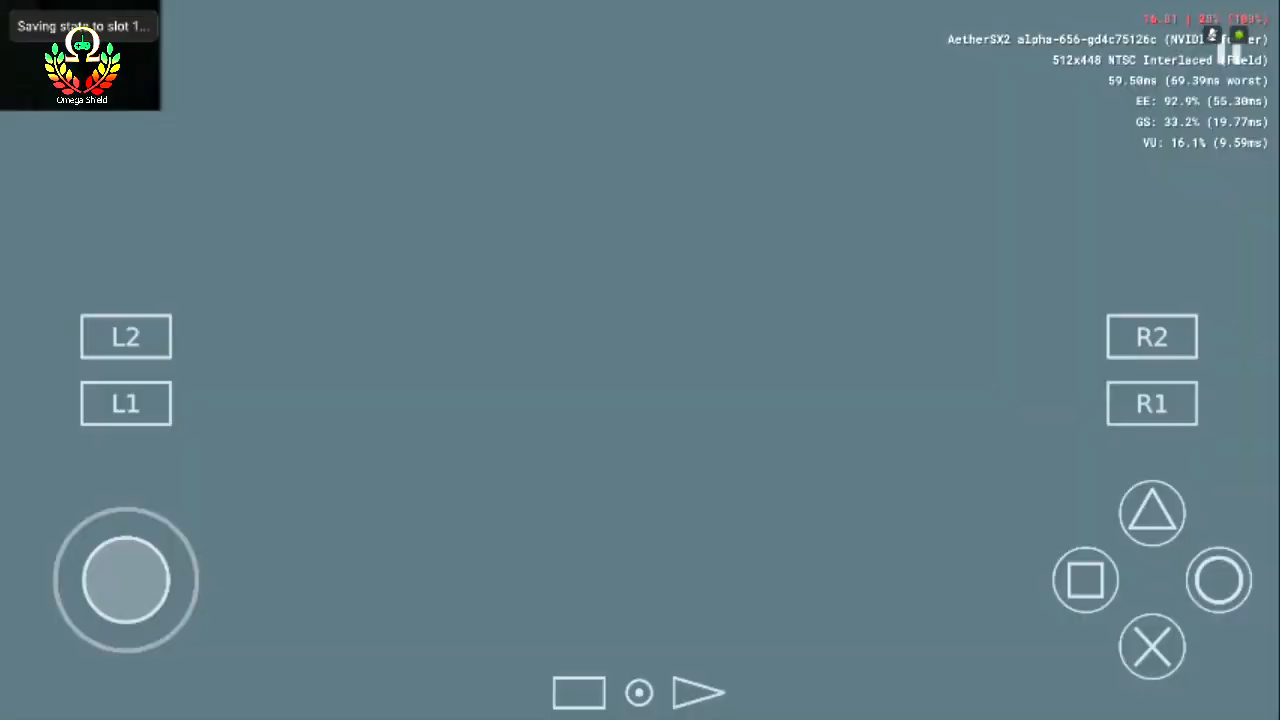 Saving state to slot 1...
Ω
Omega Shield
AetherSX2 alpha-656-gd4c75126c (NVIDI
512x448 NTSC Interlaced
59.50ms (69.39ms worst)
EE: 92.9% (55.30ms)
GS: 33.2% (19.77ms)
VU: 16.1% (9.59ms)
L2
R2
L1
R1